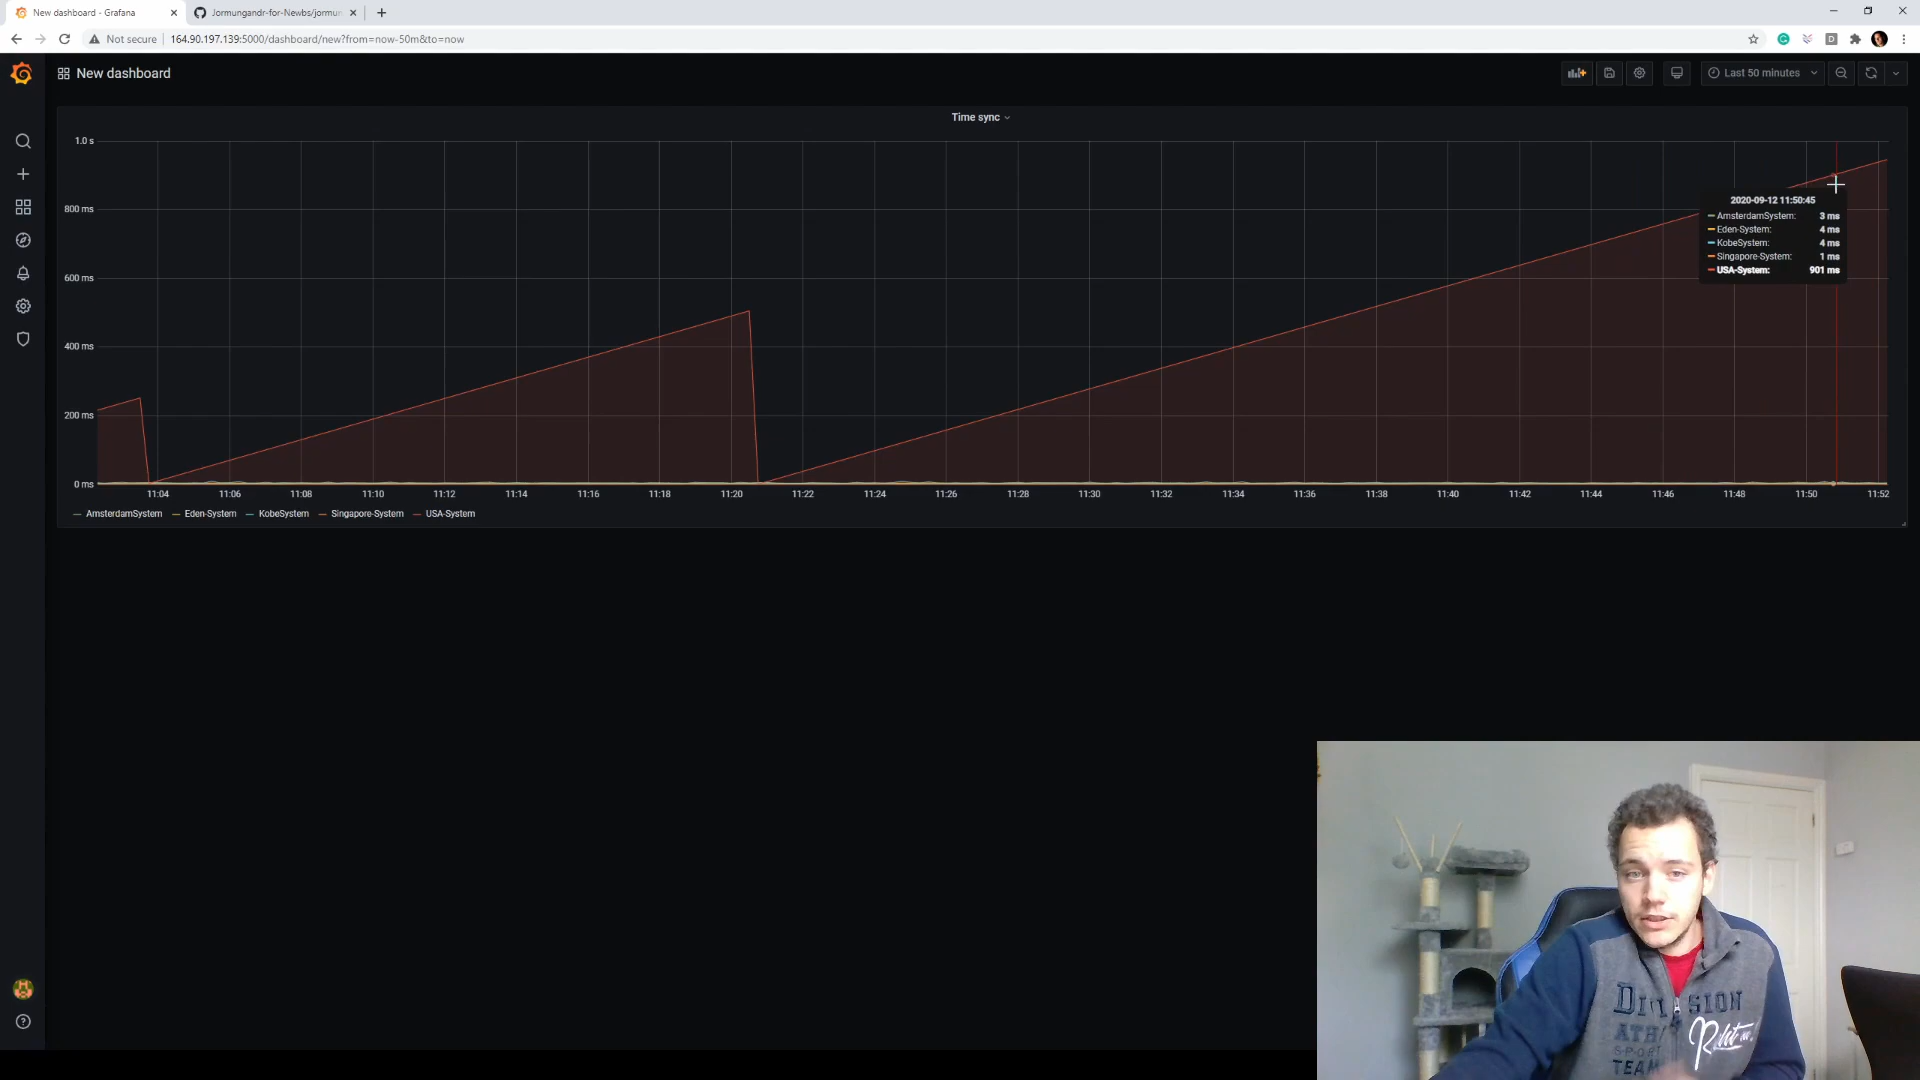 New dashboard - Grafana
Jormungandr-for-Newbs/jormun
Not secure
164.90.197.139:5000/dashboard/new?from=now-50m&to=now
New dashboard
Last 50 minutes
Time sync
1.0 s
800 ms
600 ms
400 ms
200 ms
0 ms
2020-09-12 11:50:45
AmsterdamSystem: 3 ms
Eden-System: 4 ms
KobeSystem: 4 ms
Singapore-System: 1 ms
USA-System: 901 ms
11:04 11:06 11:08 11:10 11:12 11:14 11:16 11:18 11:20 11:22 11:24 11:26 11:28 11:30 11:32 11:34 11:36 11:38 11:40 11:42 11:44 11:46 11:48 11:50 11:52
AmsterdamSystem Eden-System KobeSystem Singapore-System USA-System
SION
ATH
SPOR
TEAM